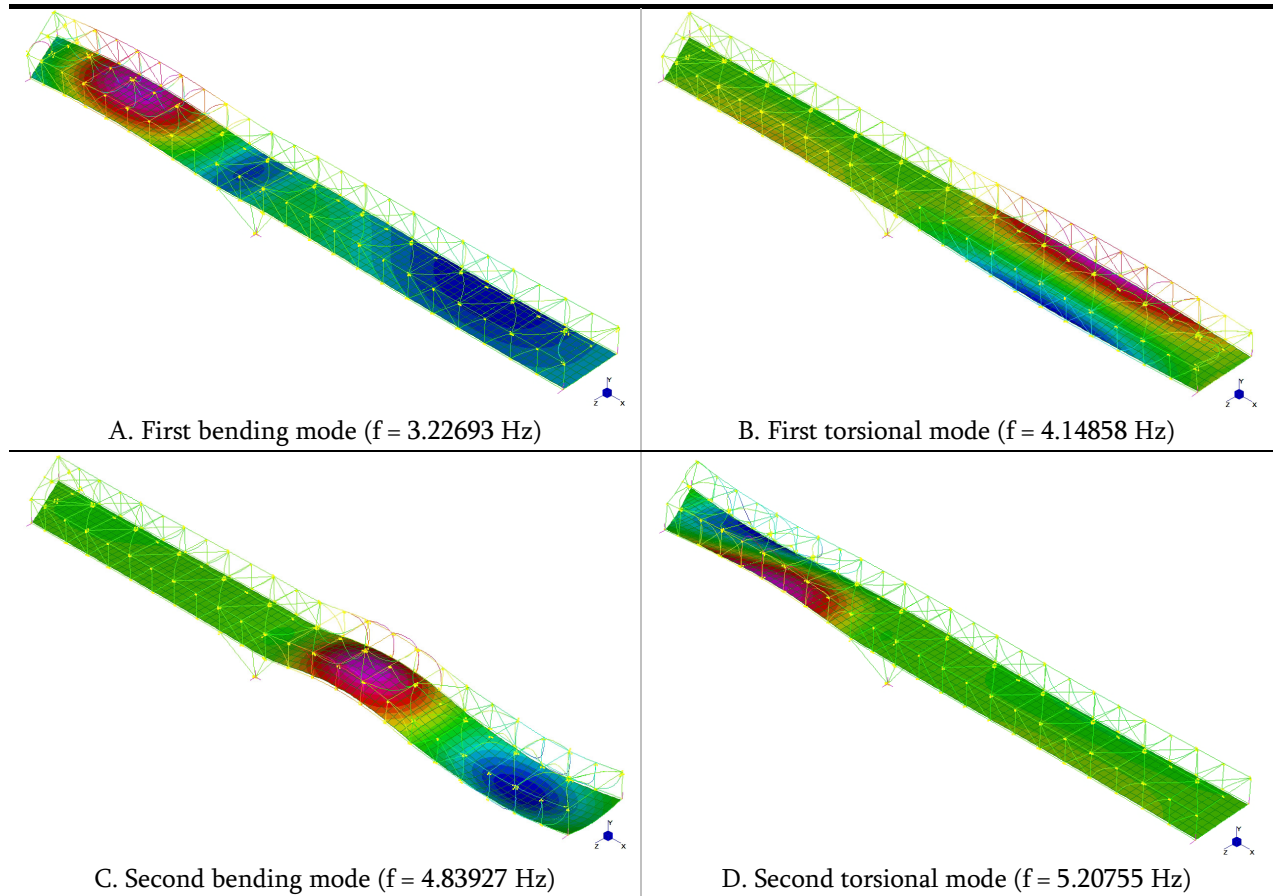 Y
Z
X
A. First bending mode (f = 3.22693 Hz)
Y
Z
X
B. First torsional mode (f = 4.14858 Hz)
Y
Z
X
C. Second bending mode (f = 4.83927 Hz)
Y
Z
X
D. Second torsional mode (f = 5.20755 Hz)